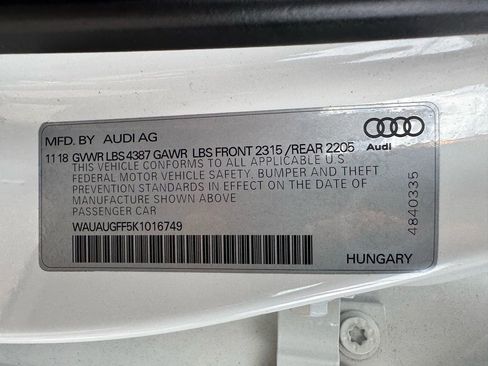 MFD. BY AUDI AG
11 18 GVWR LBS 4387 GAWR LBS FRONT 2315 / REAR 2205
Audi
THIS VEHICLE CONFORMS TO ALL APPLICABLE U S
FEDERAL MOTOR VEHICLE SAFETY, BUMPER AND THEFT
PREVENTION STANDARDS IN EFFECT ON THE DATE OF
MANUFACTURE SHOWN ABOVE
PASSENGER CAR
WAUAUGFF5K1016749
HUNGARY
4840335